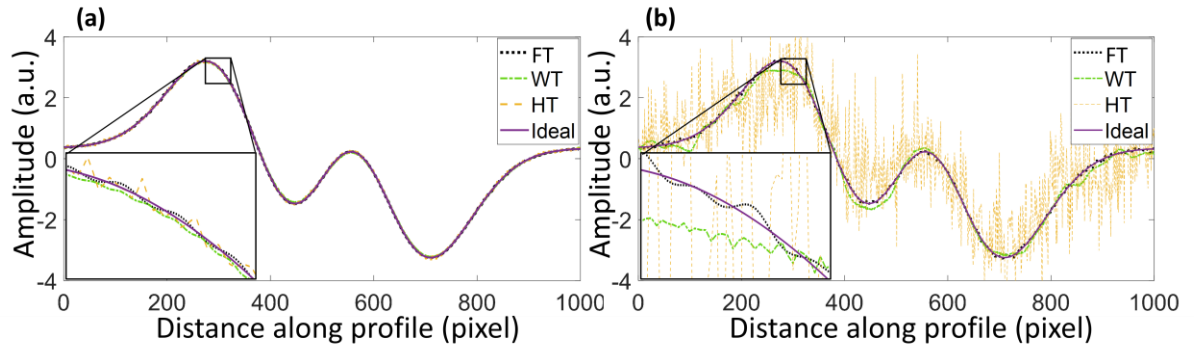 (a)
Amplitude (a.u.)
4
2
0
-2
-4
0
200
400
600
800
1000
Distance along profile (pixel)
FT
WT
HT
Ideal
(b)
Amplitude (a.u.)
4
2
0
-2
-4
0
200
400
600
800
1000
Distance along profile (pixel)
FT
WT
HT
Ideal